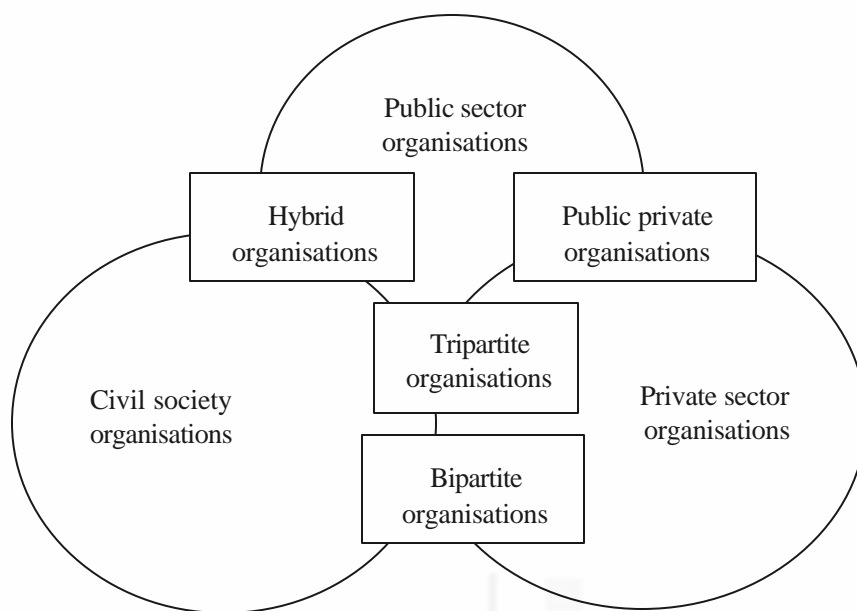 Public sector
organisations
Hybrid
organisations
Public private
organisations
Tripartite
organisations
Civil society
organisations
Private sector
organisations
Bipartite
organisations